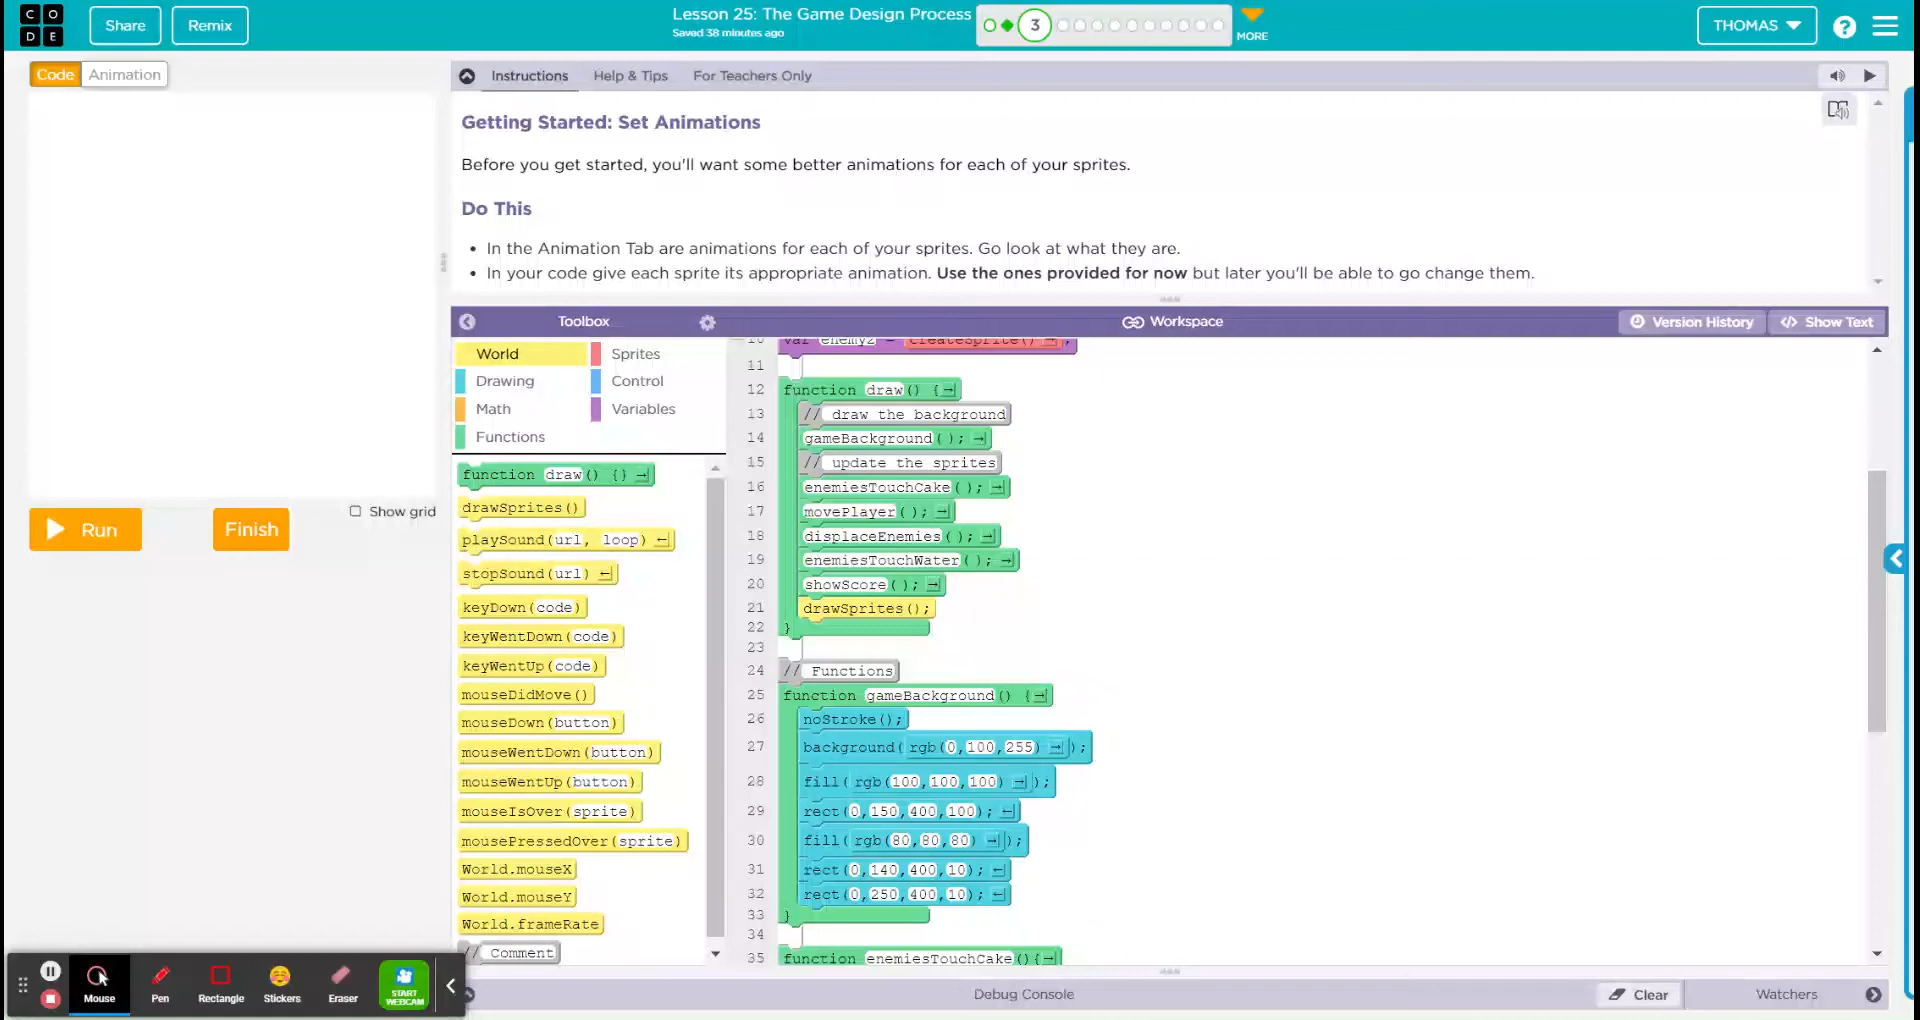 CO
DE
Share
Remix
Lesson 25: The Game Design Process
Saved 38 minutes ago
3
MORE
THOMAS
?
Code Animation
Instructions Help & Tips For Teachers Only
Getting Started: Set Animations
Before you get started, you'll want some better animations for each of your sprites.
Do This
• In the Animation Tab are animations for each of your sprites. Go look at what they are.
• In your code give each sprite its appropriate animation. Use the ones provided for now but later you'll be able to go change them.
Run
Finish
Show grid
Toolbox
Workspace
Version History
</> Show Text
World
Sprites
Drawing
Control
Math
Variables
Functions
function draw() {}
drawSprites()
playSound(url, loop)
stopSound(url)
keyDown(code)
keyWentDown(code)
keyWentUp(code)
mouseDidMove()
mouseDown(button)
mouseWentDown(button)
mouseWentUp(button)
mouseIsOver(sprite)
mousePressedOver(sprite)
World.mouseX
World.mouseY
World.frameRate
// Comment
10 var enemy2 = createSprite();
11
12 function draw() {
13 // draw the background
14 gameBackground();
15 // update the sprites
16 enemiesTouchCake();
17 movePlayer();
18 displaceEnemies();
19 enemiesTouchWater();
20 showScore();
21 drawSprites();
22 }
23
24 // Functions
25 function gameBackground() {
26 noStroke();
27 background(rgb(0,100,255));
28 fill(rgb(100,100,100));
29 rect(0,150,400,100);
30 fill(rgb(80,80,80));
31 rect(0,140,400,10);
32 rect(0,250,400,10);
33 }
34
35 function enemiesTouchCake(){
Debug Console
Clear
Watchers
Mouse
Pen
Rectangle
Stickers
Eraser
START
WEBCAM